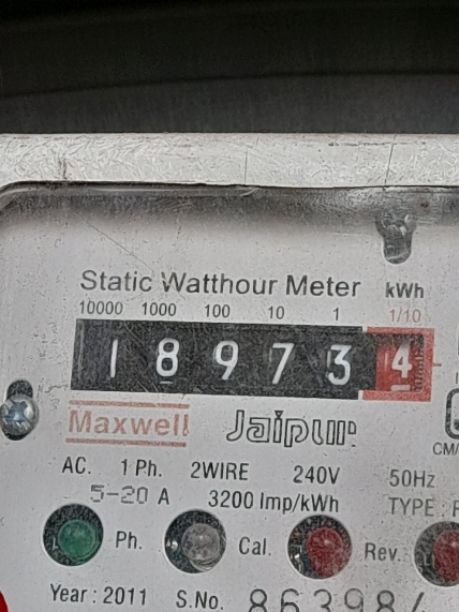 Static Watthour Meter kWh
10000 1000 100 10 1 1/10
1 8 9 7 3 4
Maxwell Jaipur
AC. 1 Ph. 2WIRE 240V 50Hz
5-20 A 3200 Imp/kWh TYPE :
Ph. Cal. Rev.
Year : 2011 S.No. 863984